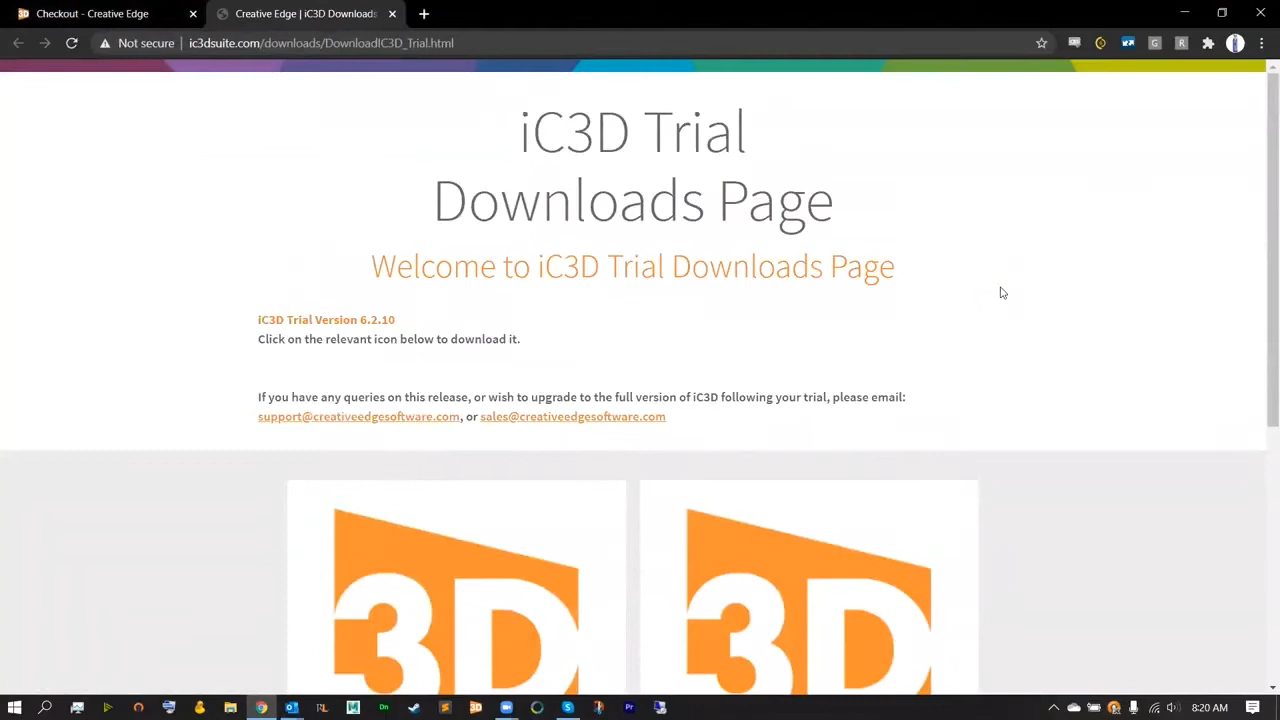 Checkout - Creative Edge
Creative Edge | iC3D Downloads
Not secure | ic3dsuite.com/downloads/DownloadIC3D_Trial.html
iC3D Trial
Downloads Page
Welcome to iC3D Trial Downloads Page
iC3D Trial Version 6.2.10
Click on the relevant icon below to download it.
If you have any queries on this release, or wish to upgrade to the full version of iC3D following your trial, please email:
support@creativeedgesoftware.com, or sales@creativeedgesoftware.com
3D 3D
8:20 AM